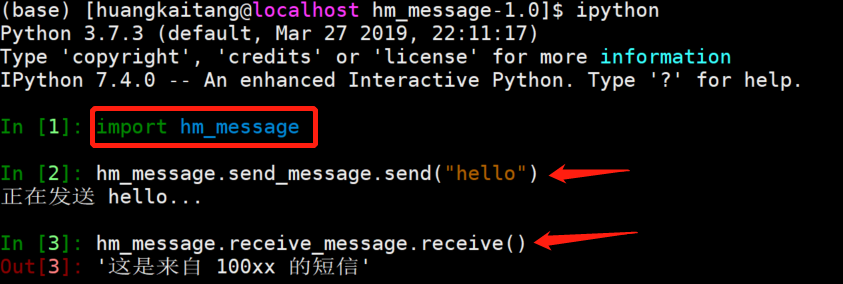 (base) [huangkaitang@localhost hm_message-1.0]$ ipython
Python 3.7.3 (default, Mar 27 2019, 22:11:17)
Type 'copyright', 'credits' or 'license' for more information
IPython 7.4.0 -- An enhanced Interactive Python. Type '?' for help.
In [1]: import hm_message
In [2]: hm_message.send_message.send("hello")
正在发送 hello...
In [3]: hm_message.receive_message.receive()
Out[3]: '这是来自 100xx 的短信'